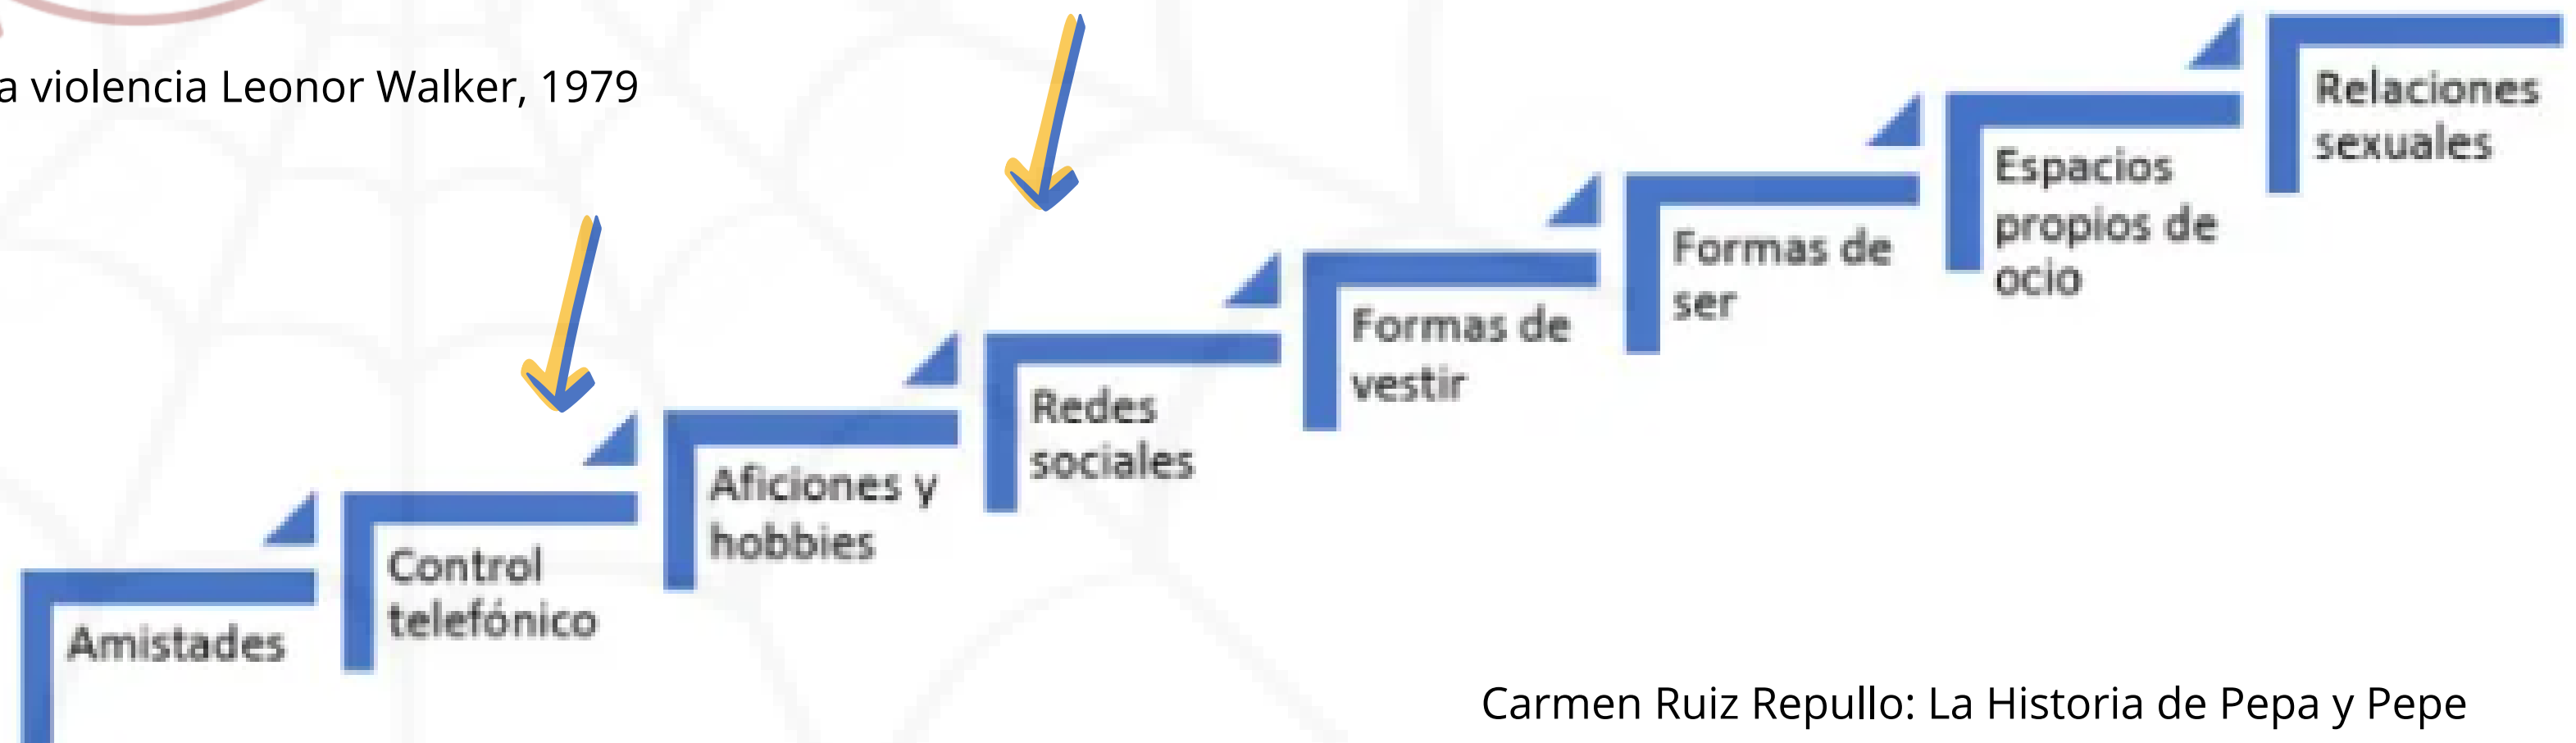 a violencia Leonor Walker, 1979
Amistades
Control
telefónico
Aficiones y
hobbies
Redes
sociales
Formas de
vestir
Formas de
ser
Espacios
propios de
ocio
Relaciones
sexuales
Carmen Ruiz Repullo: La Historia de Pepa y Pepe